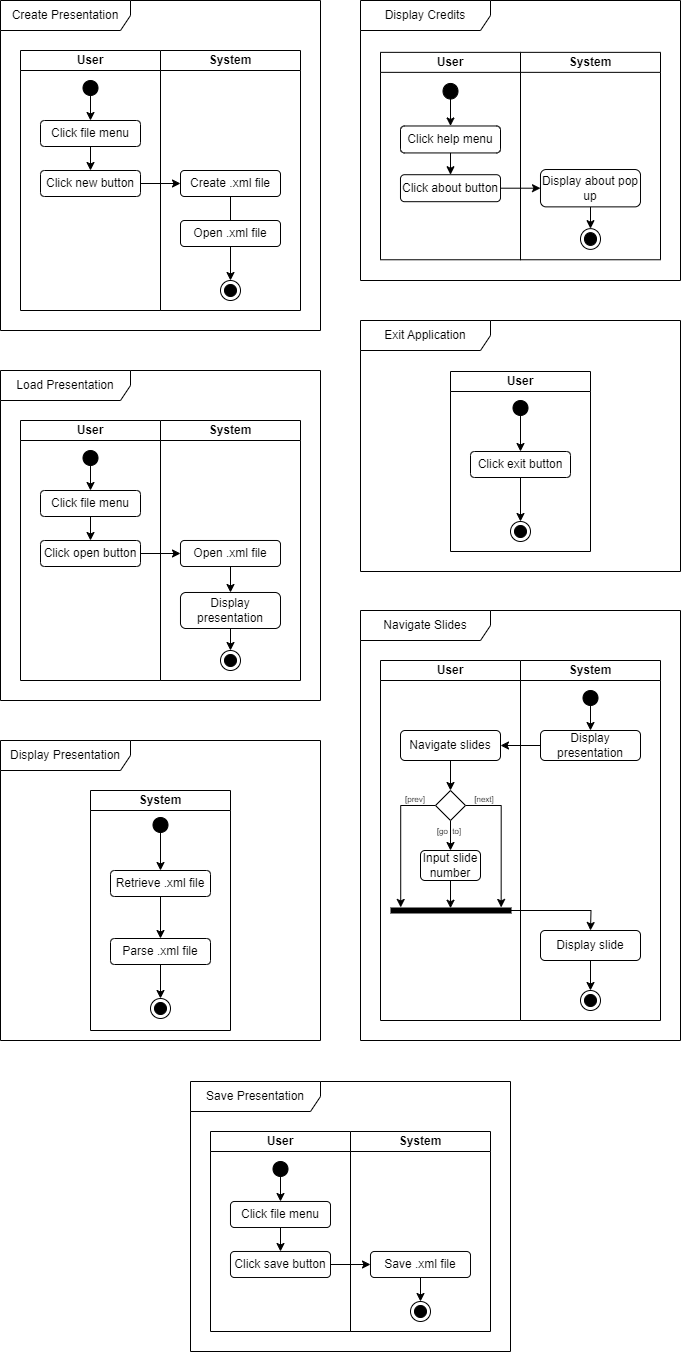 Create Presentation
User
System
Click file menu
Click new button
Create .xml file
Open .xml file
Display Credits
User
System
Click help menu
Click about button
Display about pop
up
Load Presentation
User
System
Click file menu
Click open button
Open .xml file
Display
presentation
Exit Application
User
Click exit button
Display Presentation
System
Retrieve .xml file
Parse .xml file
Navigate Slides
User
System
Navigate slides
Display
presentation
[prev]
[next]
[go to]
Input slide
number
Display slide
Save Presentation
User
System
Click file menu
Click save button
Save .xml file